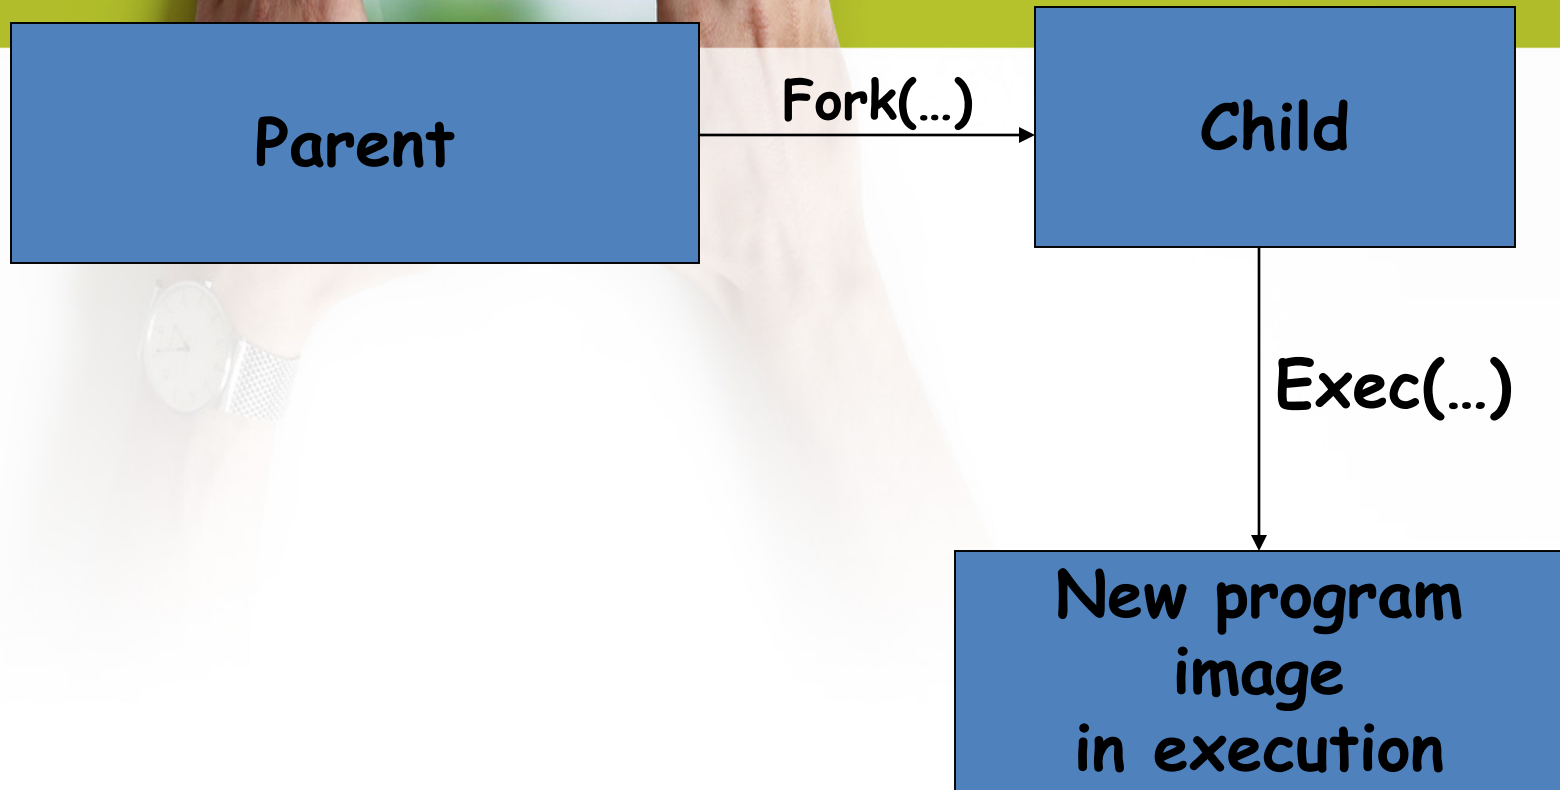 Parent
Fork(…)
Child
Exec(…)
New program
image
in execution